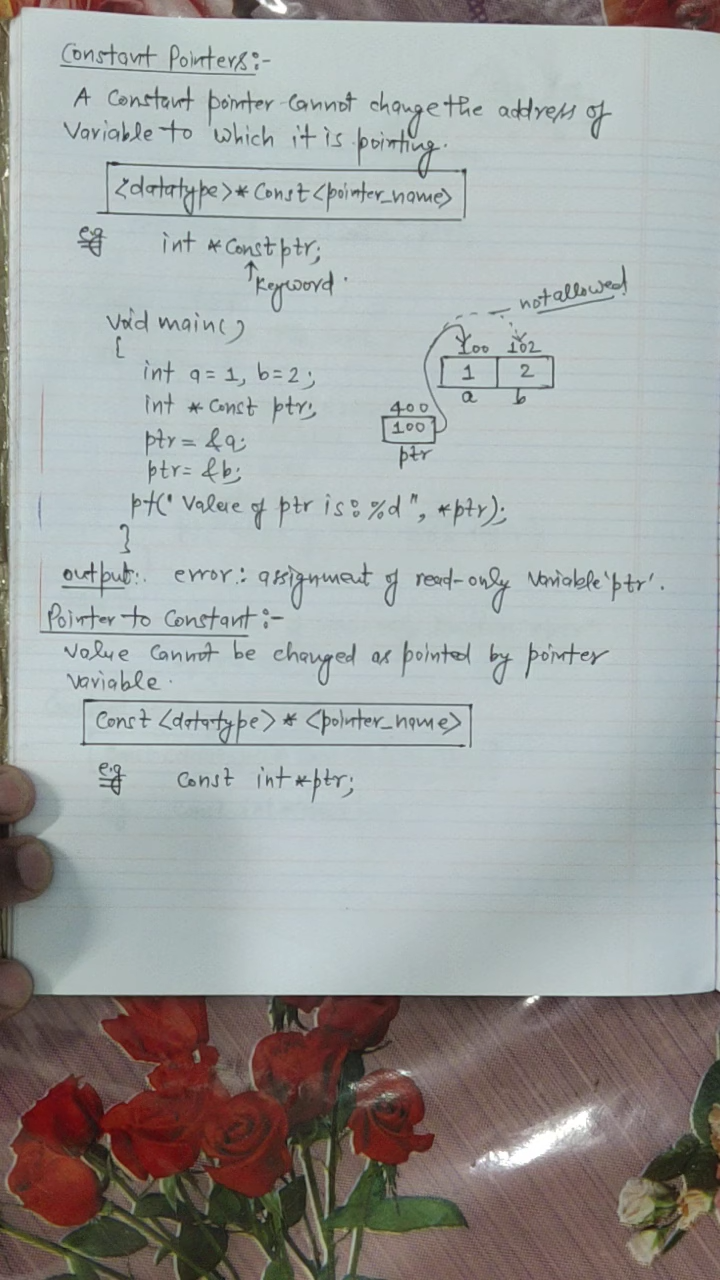 Constant Pointers:-
A Constant pointer cannot change the address of
Variable to which it is pointing.
<datatype>* Const <pointer_name>
eg int * Const ptr;
↑ keyword.
not allowed
void main()
{
100 102
int a = 1, b = 2;
1 2
a b
int * Const ptr;
400
100
ptr
ptr = &a;
ptr = &b;
pf(" Value of ptr is: %d", *ptr);
}
output:. error: assignment of read-only Variable 'ptr'.
Pointer to Constant:-
Value Cannot be changed as pointed by pointer
Variable.
Const <datatype> * <pointer_name>
e.g Const int *ptr;